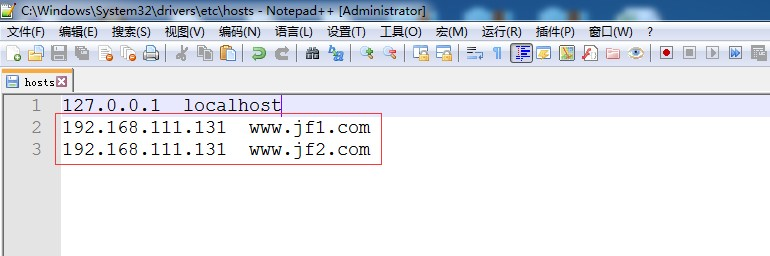 C:\Windows\System32\drivers\etc\hosts - Notepad++ [Administrator]
文件(F) 编辑(E) 搜索(S) 视图(V) 编码(N) 语言(L) 设置(T) 工具(O) 宏(M) 运行(R) 插件(P) 窗口(W) ?
hosts
1 127.0.0.1  localhost
2 192.168.111.131  www.jf1.com
3 192.168.111.131  www.jf2.com